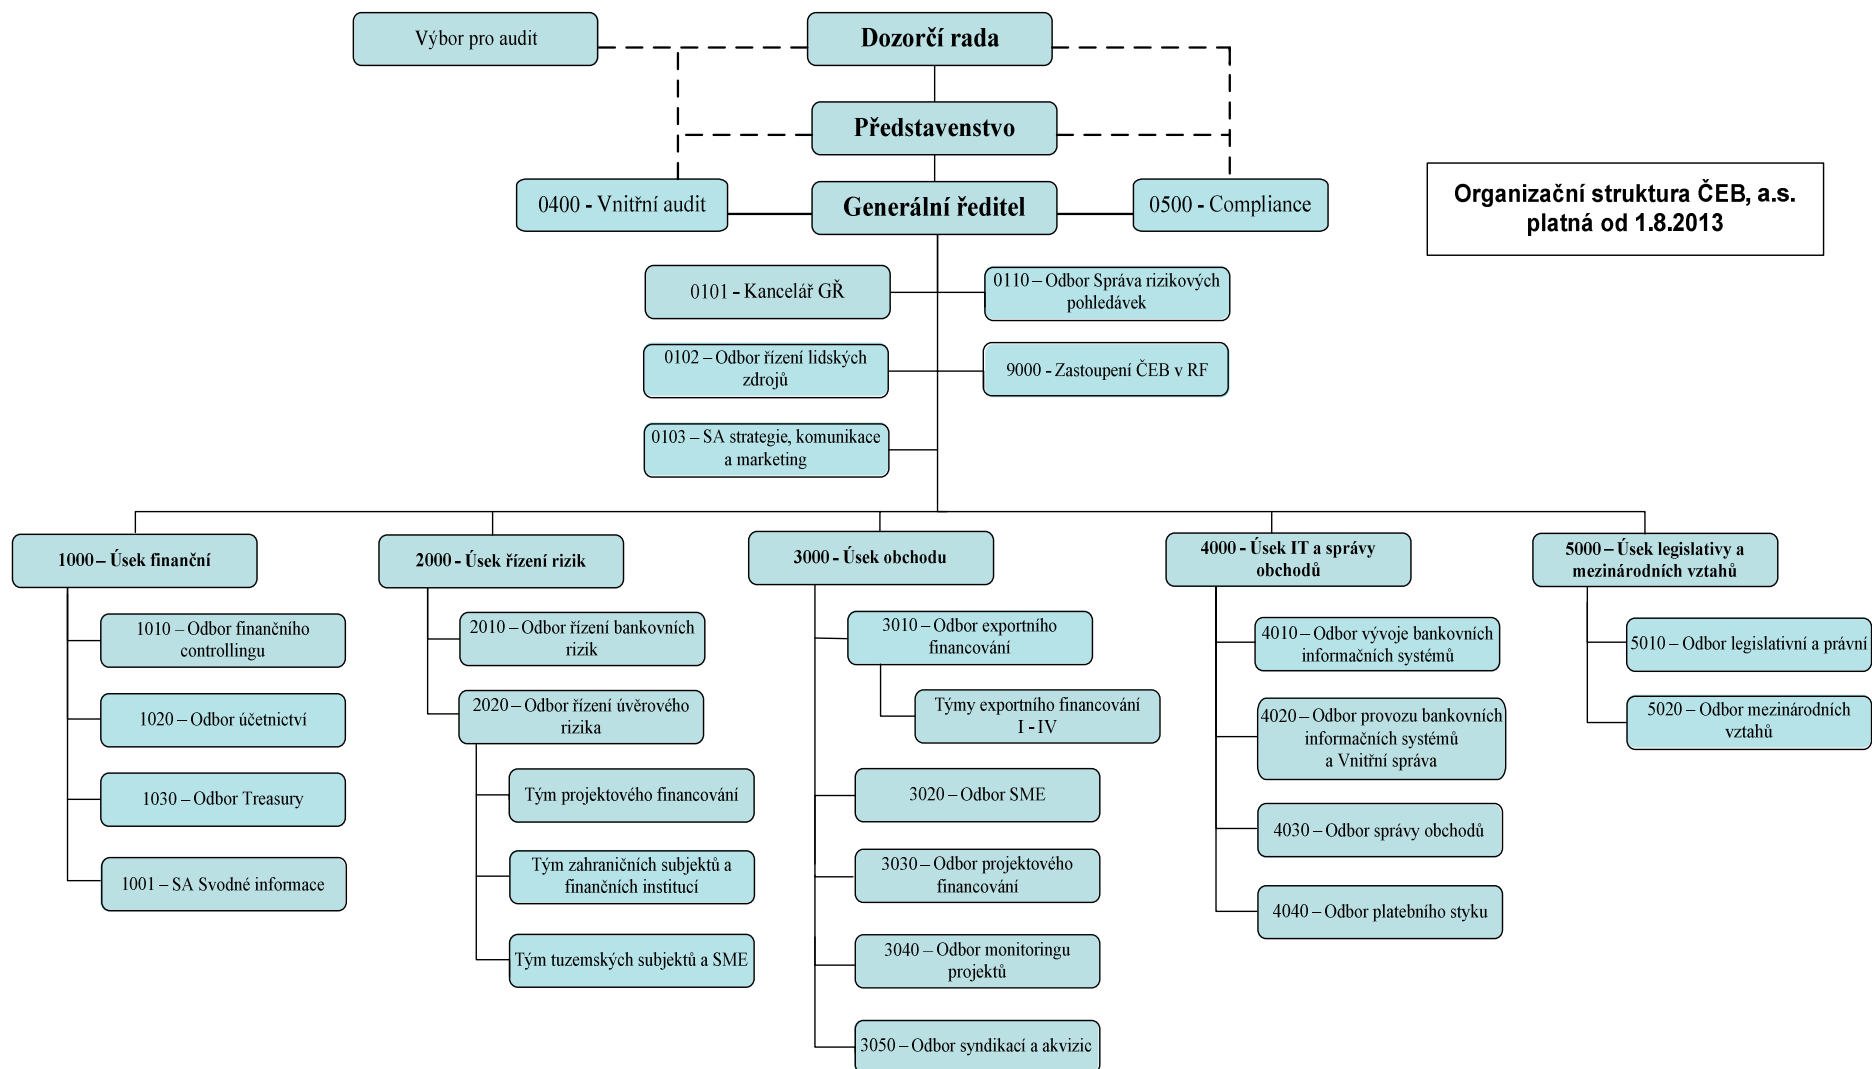 Výbor pro audit
Dozorčí rada
Představenstvo
0400 - Vnitřní audit
Generální ředitel
0500 - Compliance
Organizační struktura ČEB, a.s.
platná od 1.8.2013
0101 - Kancelář GŘ
0110 – Odbor Správa rizikových
pohledávek
0102 – Odbor řízení lidských
zdrojů
9000 - Zastoupení ČEB v RF
0103 – SA strategie, komunikace
a marketing
1000 – Úsek finanční
1010 – Odbor finančního
controllingu
1020 – Odbor účetnictví
1030 – Odbor Treasury
1001 – SA Svodné informace
2000 - Úsek řízení rizik
2010 – Odbor řízení bankovních
rizik
2020 – Odbor řízení úvěrového
rizika
Tým projektového financování
Tým zahraničních subjektů a
finančních institucí
Tým tuzemských subjektů a SME
3000 - Úsek obchodu
3010 – Odbor exportního
financování
Týmy exportního financování
I - IV
3020 – Odbor SME
3030 – Odbor projektového
financování
3040 – Odbor monitoringu
projektů
3050 – Odbor syndikací a akvizic
4000 - Úsek IT a správy
obchodů
4010 – Odbor vývoje bankovních
informačních systémů
4020 – Odbor provozu bankovních
informačních systémů
a Vnitřní správa
4030 – Odbor správy obchodů
4040 – Odbor platebního styku
5000 – Úsek legislativy a
mezinárodních vztahů
5010 – Odbor legislativní a právní
5020 – Odbor mezinárodních
vztahů